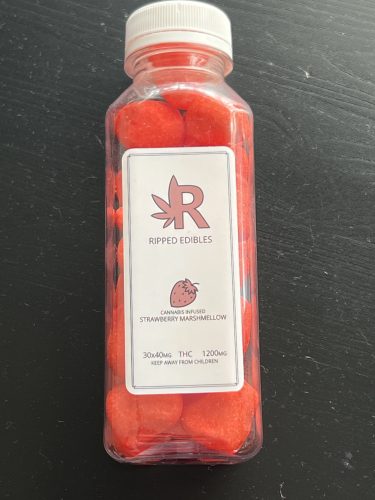 R
RIPPED EDIBLES
CANNABIS INFUSED
STRAWBERRY MARSHMELLOW
30x40MG THC 1200MG
KEEP AWAY FROM CHILDREN